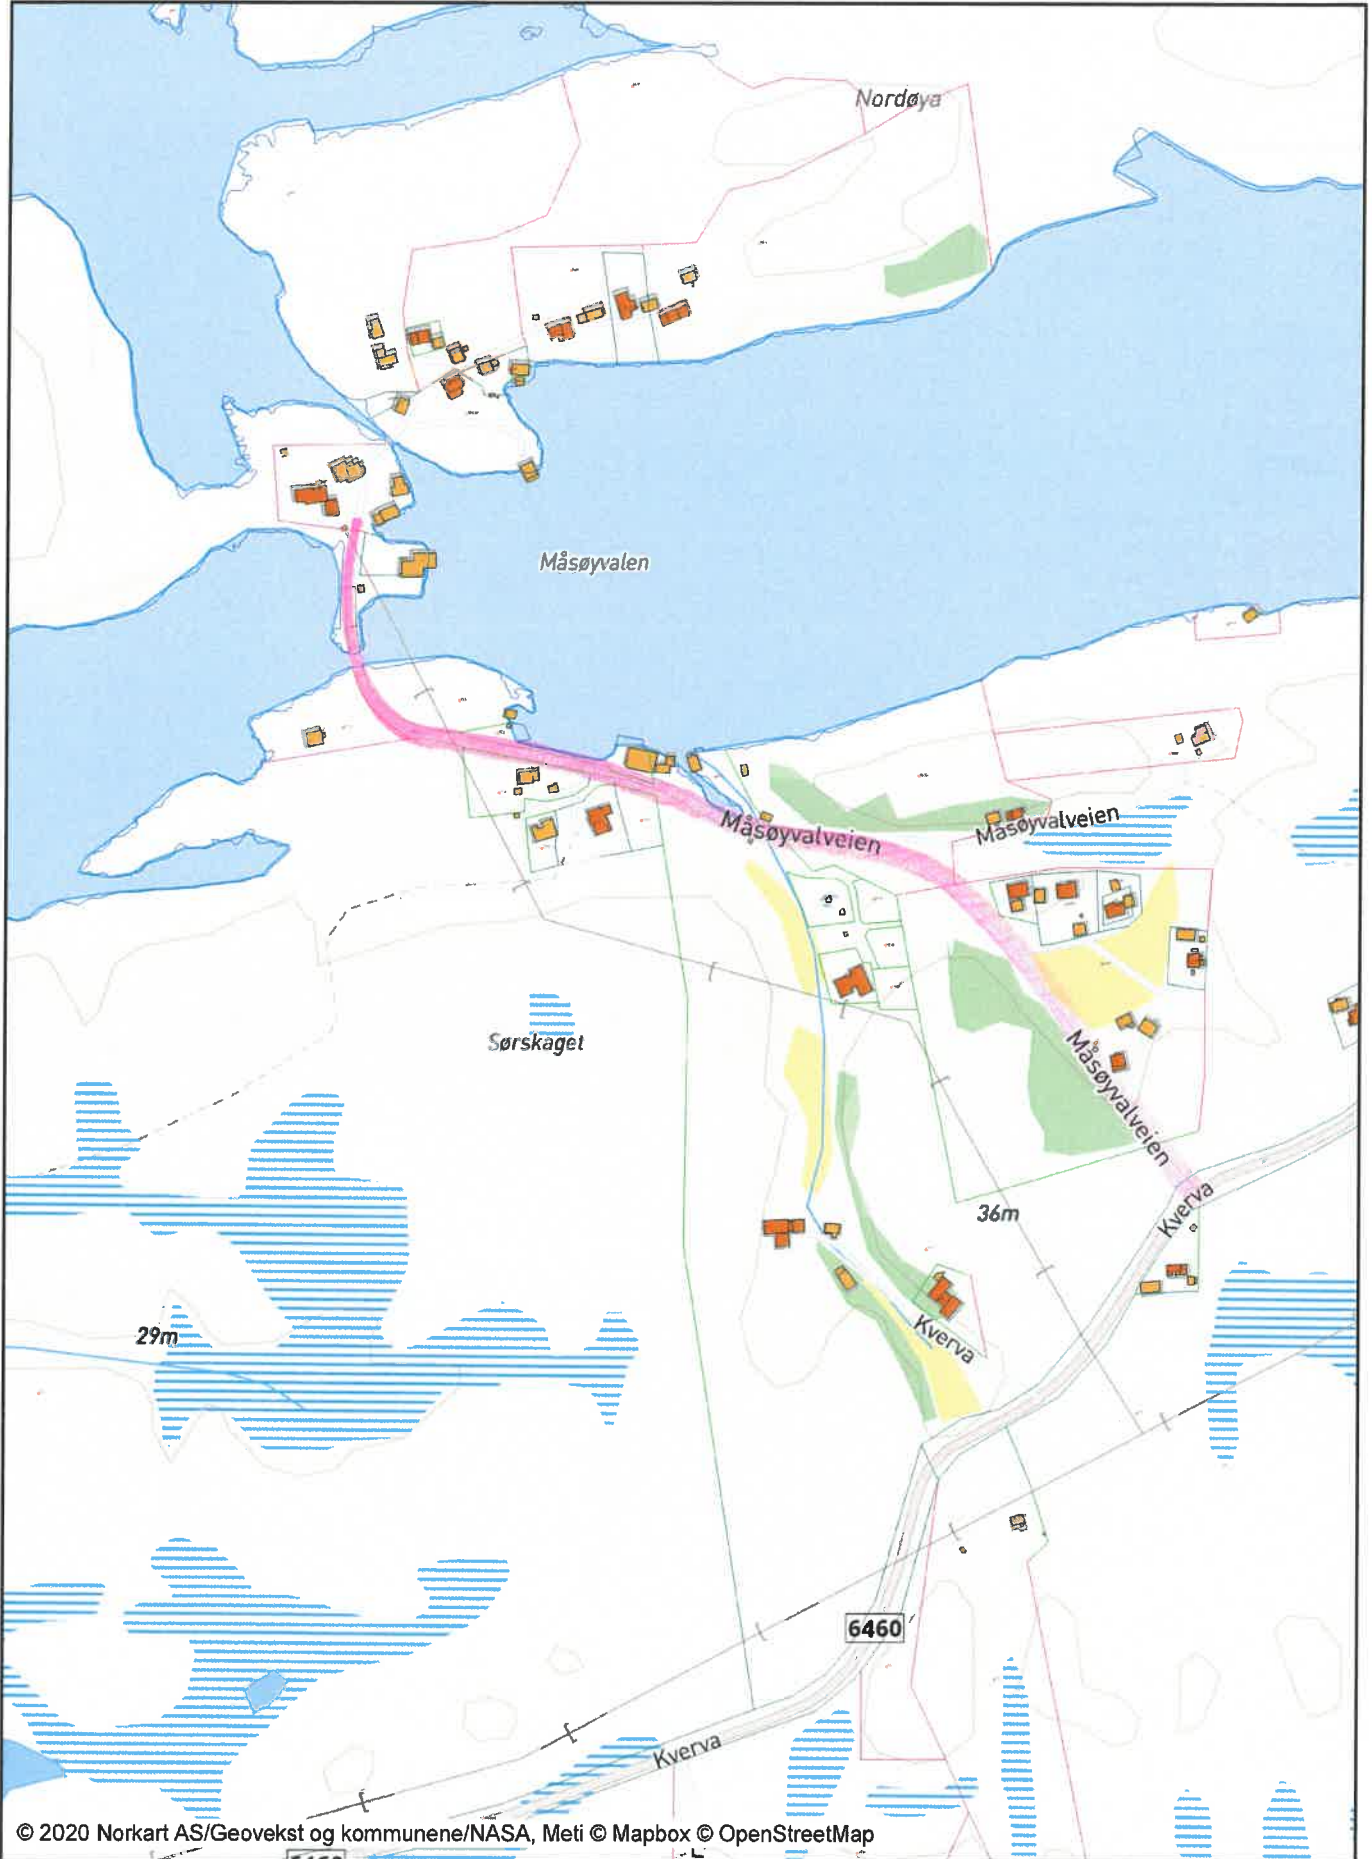 Nordøya
Måsøyvalen
Måsøyvalveien
Måsøyvalveien
Sørskaget
Måsøyvalveien
36m
Kverva
29m
Kverva
6460
Kverva
© 2020 Norkart AS/Geovekst og kommunene/NASA, Meti © Mapbox © OpenStreetMap